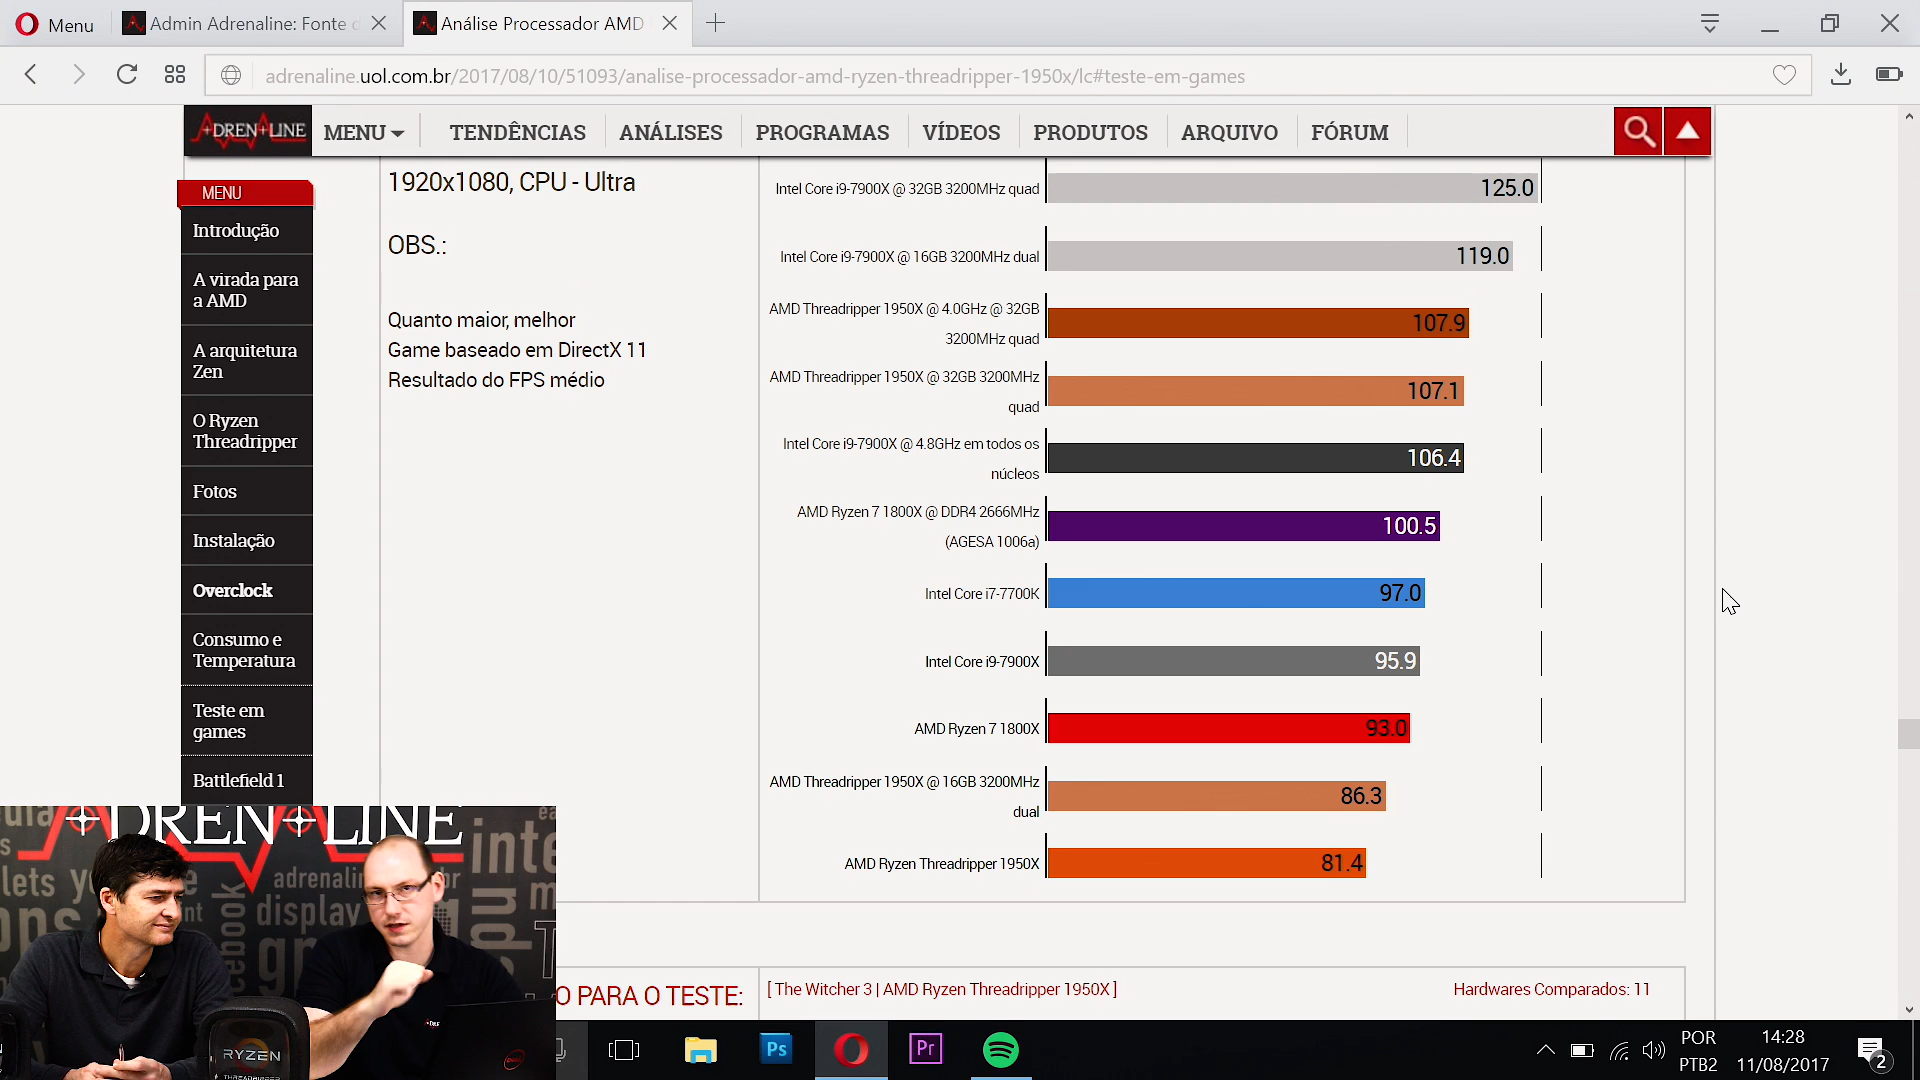 Menu
Admin Adrenaline: Fonte d
Análise Processador AMD
adrenaline.uol.com.br/2017/08/10/51093/analise-processador-amd-ryzen-threadripper-1950x/lc#teste-em-games
ADRENALINE
MENU
TENDÊNCIAS
ANÁLISES
PROGRAMAS
VÍDEOS
PRODUTOS
ARQUIVO
FÓRUM
MENU
Introdução
A virada para
a AMD
A arquitetura
Zen
O Ryzen
Threadripper
Fotos
Instalação
Overclock
Consumo e
Temperatura
Teste em
games
Battlefield 1
1920x1080, CPU - Ultra
OBS.:
Quanto maior, melhor
Game baseado em DirectX 11
Resultado do FPS médio
Intel Core i9-7900X @ 32GB 3200MHz quad
125.0
Intel Core i9-7900X @ 16GB 3200MHz dual
119.0
AMD Threadripper 1950X @ 4.0GHz @ 32GB
3200MHz quad
107.9
AMD Threadripper 1950X @ 32GB 3200MHz
quad
107.1
Intel Core i9-7900X @ 4.8GHz em todos os
núcleos
106.4
AMD Ryzen 7 1800X @ DDR4 2666MHz
(AGESA 1006a)
100.5
Intel Core i7-7700K
97.0
Intel Core i9-7900X
95.9
AMD Ryzen 7 1800X
93.0
AMD Threadripper 1950X @ 16GB 3200MHz
dual
86.3
AMD Ryzen Threadripper 1950X
81.4
O PARA O TESTE:
[ The Witcher 3 | AMD Ryzen Threadripper 1950X ]
Hardwares Comparados: 11
ADRENALINE
inte
adrenalin
display
facebook
RYZEN
THREADRIPPER
Ps
Pr
POR
PTB2
14:28
11/08/2017
2